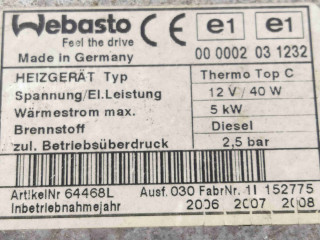 Webasto CE e1 e1
Feel the drive
Made in Germany 00 0002 03 1232
HEIZGERÄT Typ Thermo Top C
Spannung/El.Leistung 12 V / 40 W
Wärmestrom max. 5 kW
Brennstoff Diesel
zul. Betriebsüberdruck 2,5 bar
ArtikelNr 64468L Ausf. 030 FabrNr. 11 152775
Inbetriebnahmejahr 2006 2007 2008